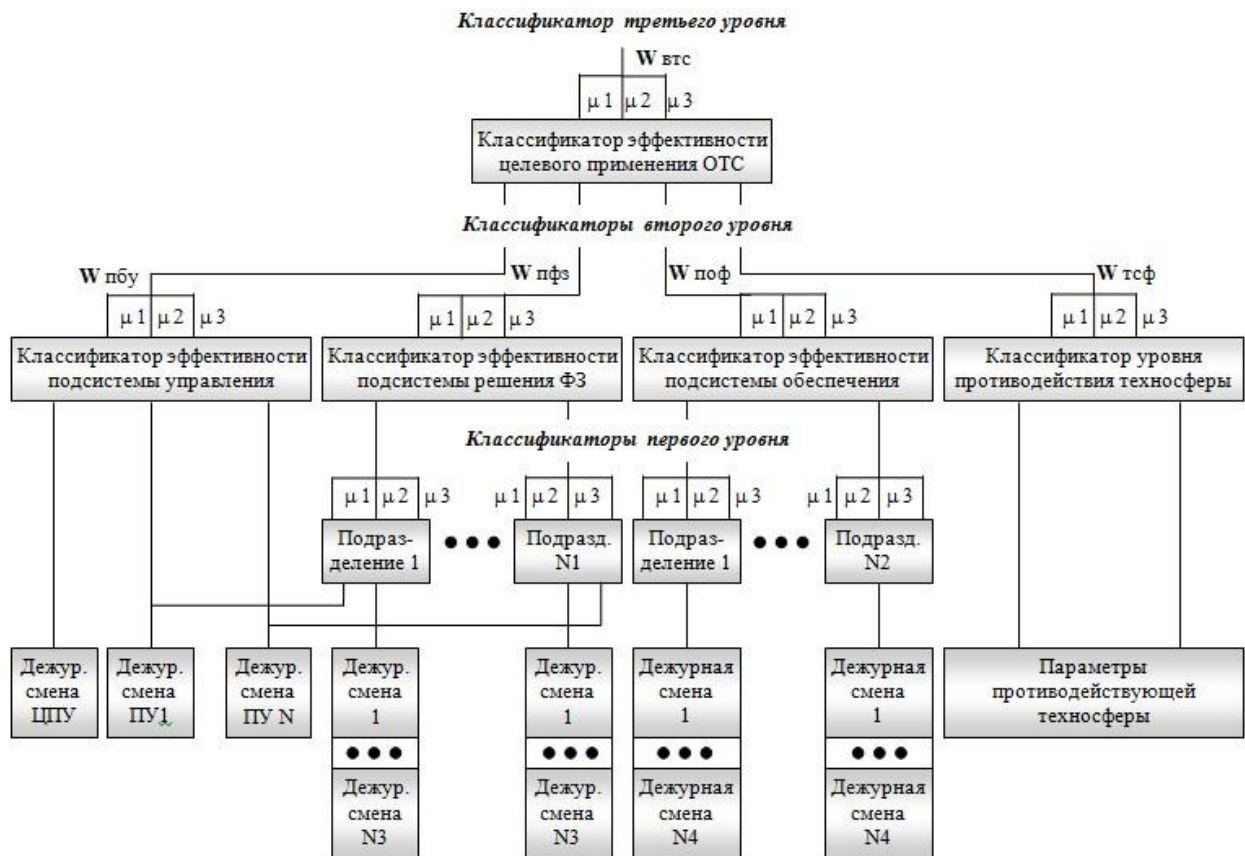 Классификатор третьего уровня
W втс
μ 1 μ 2 μ 3
Классификатор эффективности
целевого применения ОТС
Классификаторы второго уровня
W пбу
W пфз
W поф
W тсф
μ 1 μ 2 μ 3
μ 1 μ 2 μ 3
μ 1 μ 2 μ 3
μ 1 μ 2 μ 3
Классификатор эффективности
подсистемы управления
Классификатор эффективности
подсистемы решения ФЗ
Классификатор эффективности
подсистемы обеспечения
Классификатор уровня
противодействия техносферы
Классификаторы первого уровня
μ 1 μ 2 μ 3
μ 1 μ 2 μ 3
μ 1 μ 2 μ 3
μ 1 μ 2 μ 3
Подраз-
деление 1
Подразд.
N1
Подраз-
деление 1
Подразд.
N2
Дежур.
смена
ЦПУ
Дежур.
смена
ПУ1
Дежур.
смена
ПУ N
Дежур.
смена
1
Дежур.
смена
1
Дежурная
смена
1
Дежурная
смена
1
Параметры
противодействующей
техносферы
Дежур.
смена
N3
Дежур.
смена
N3
Дежурная
смена
N4
Дежурная
смена
N4